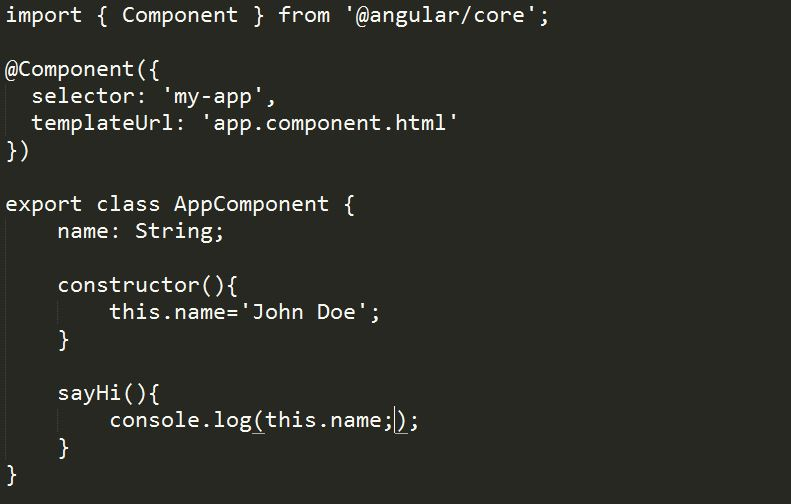 import { Component } from '@angular/core';
@Component({
selector: 'my-app',
templateUrl: 'app.component.html'
})
export class AppComponent {
name: String;
constructor(){
this.name='John Doe';
}
sayHi(){
console.log(this.name;);
}
}